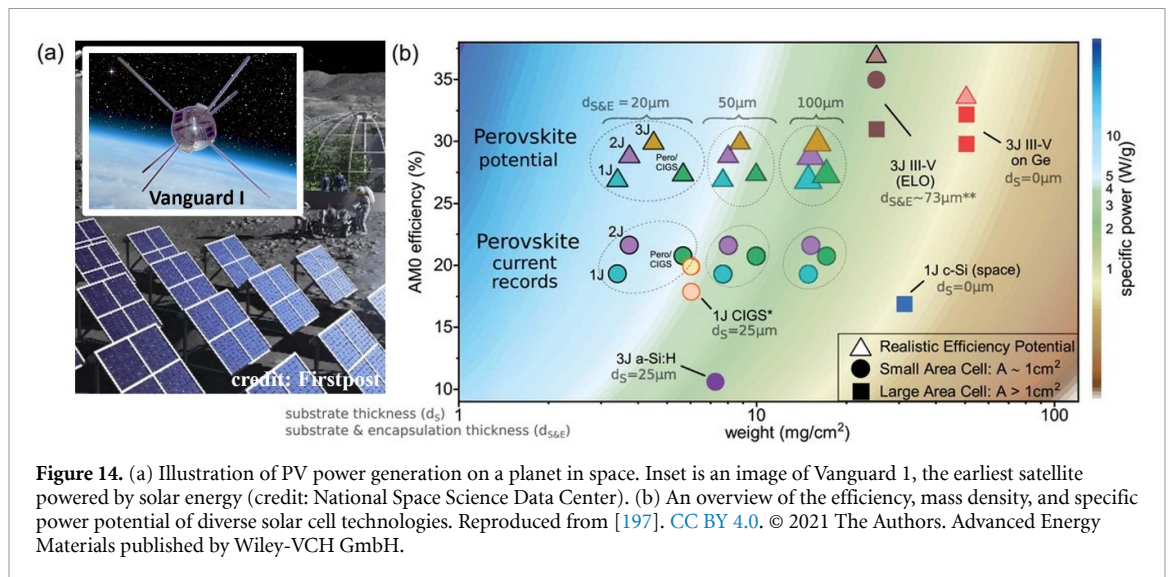 (a)
Vanguard I
credit: Firstpost
(b)
AM0 efficiency (%)
35
30
25
20
15
10
d_S&E = 20μm
50μm
100μm
Perovskite
potential
1J
2J
3J
Pero/
CIGS
3J III-V
(ELO)
d_S&E~73μm**
3J III-V
on Ge
d_S=0μm
Perovskite
current
records
2J
1J
Pero/
CIGS
1J CIGS*
d_S=25μm
3J a-Si:H
d_S=25μm
1J c-Si (space)
d_S=0μm
Realistic Efficiency Potential
Small Area Cell: A ~ 1cm²
Large Area Cell: A > 1cm²
1
10
100
weight (mg/cm²)
substrate thickness (d_S)
substrate & encapsulation thickness (d_S&E)
10
5
4
3
2
1
specific power (W/g)
Figure 14. (a) Illustration of PV power generation on a planet in space. Inset is an image of Vanguard 1, the earliest satellite
powered by solar energy (credit: National Space Science Data Center). (b) An overview of the efficiency, mass density, and specific
power potential of diverse solar cell technologies. Reproduced from [197]. CC BY 4.0. © 2021 The Authors. Advanced Energy
Materials published by Wiley-VCH GmbH.